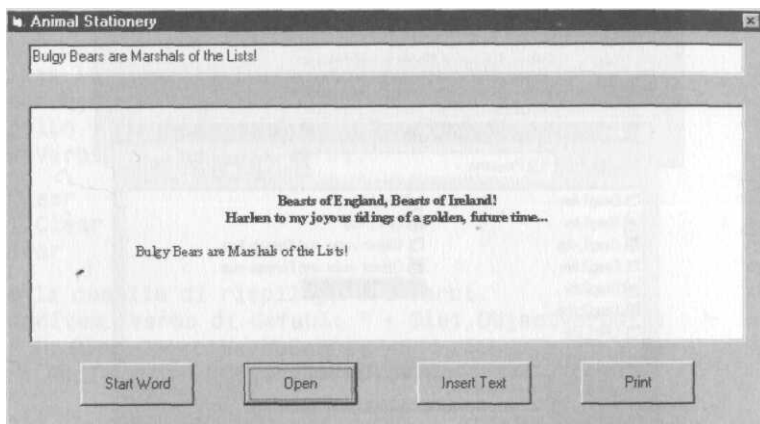 Animal Stationery
Bulgy Bears are Marshals of the Lists!
Beasts of England, Beasts of Ireland!
Harken to my joyous tidings of a golden, future time...
Bulgy Bears are Marshals of the Lists!
Start Word
Open
Insert Text
Print